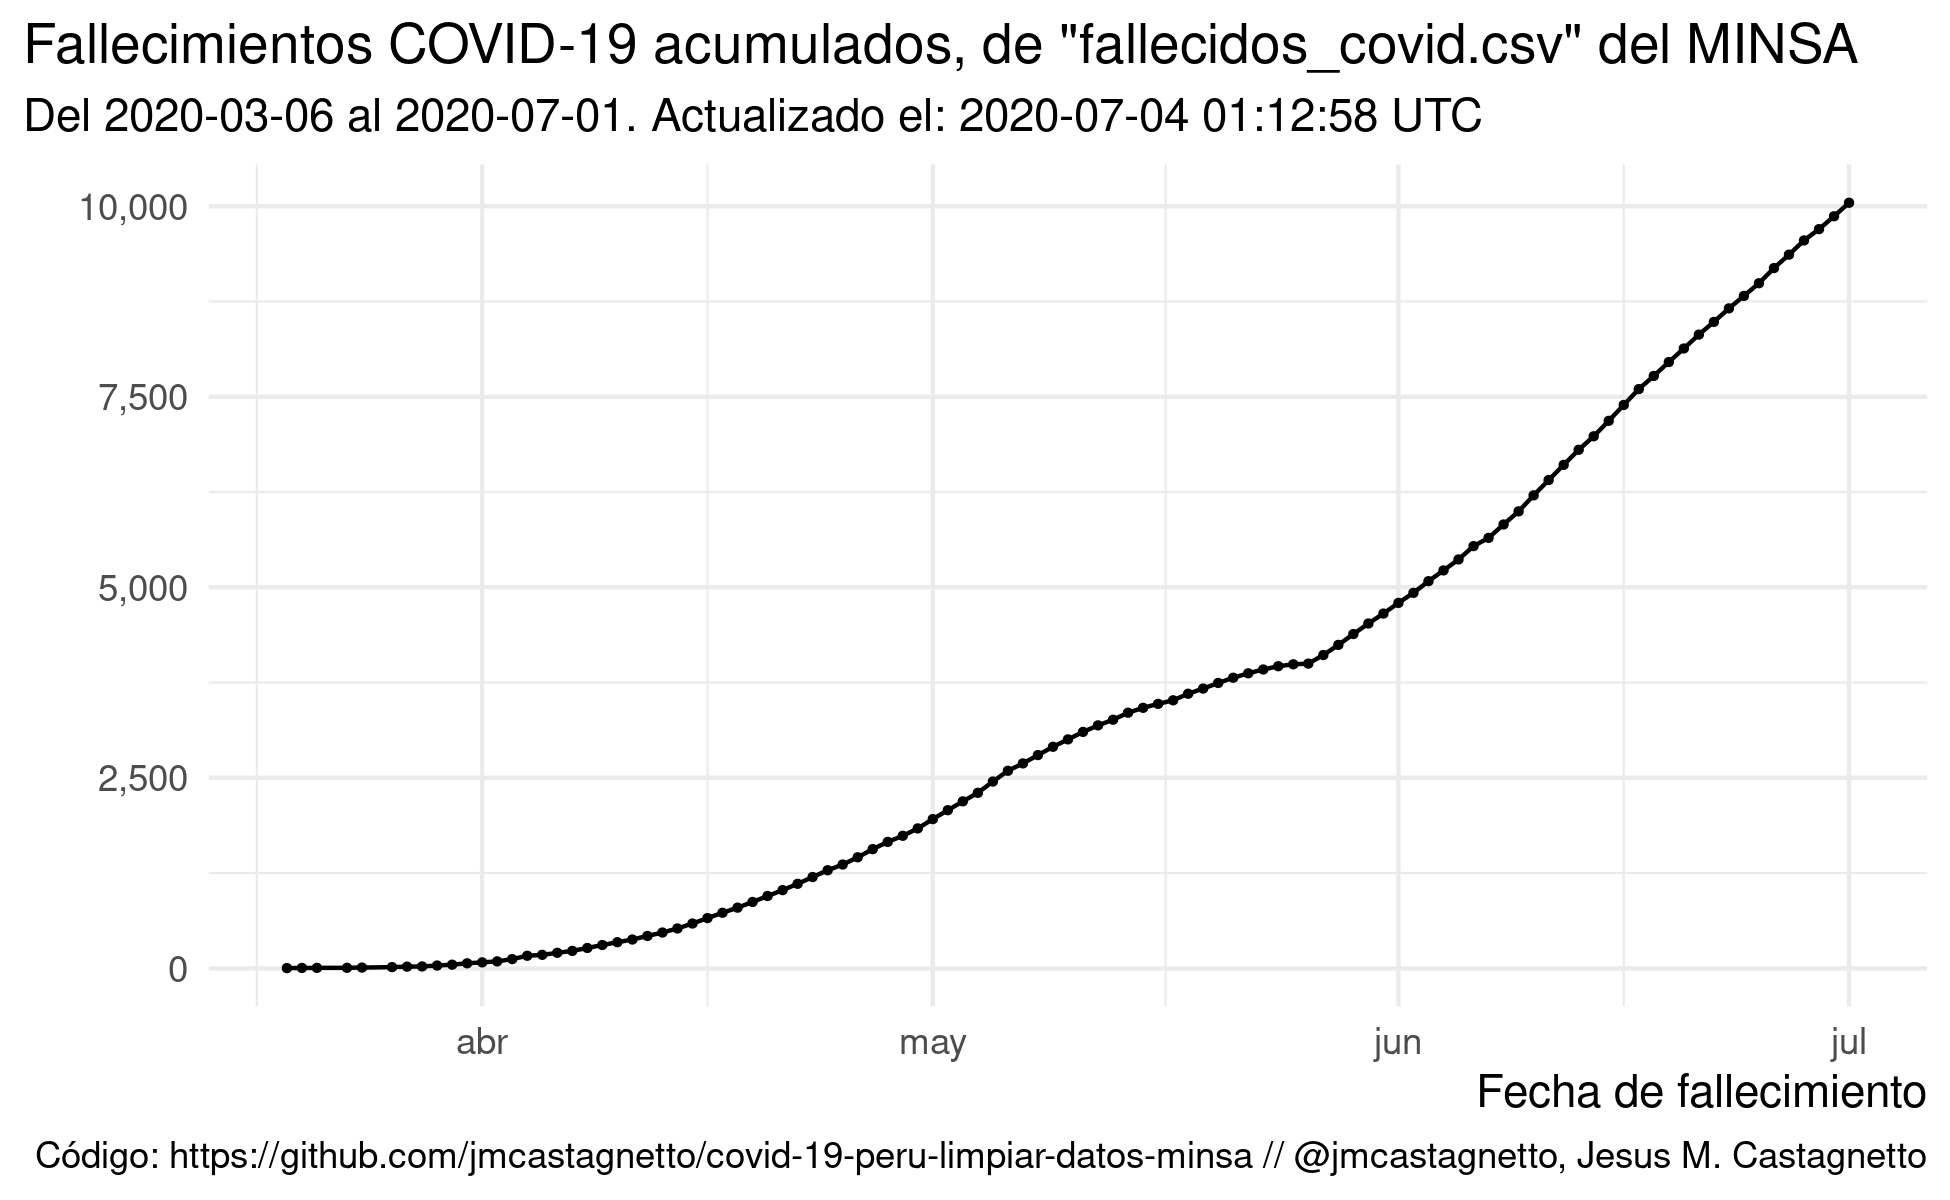 Fallecimientos COVID-19 acumulados, de "fallecidos_covid.csv" del MINSA
Del 2020-03-06 al 2020-07-01. Actualizado el: 2020-07-04 01:12:58 UTC
10,000
7,500
5,000
2,500
0
abr may jun jul
Fecha de fallecimiento
Código: https://github.com/jmcastagnetto/covid-19-peru-limpiar-datos-minsa // @jmcastagnetto, Jesus M. Castagnetto